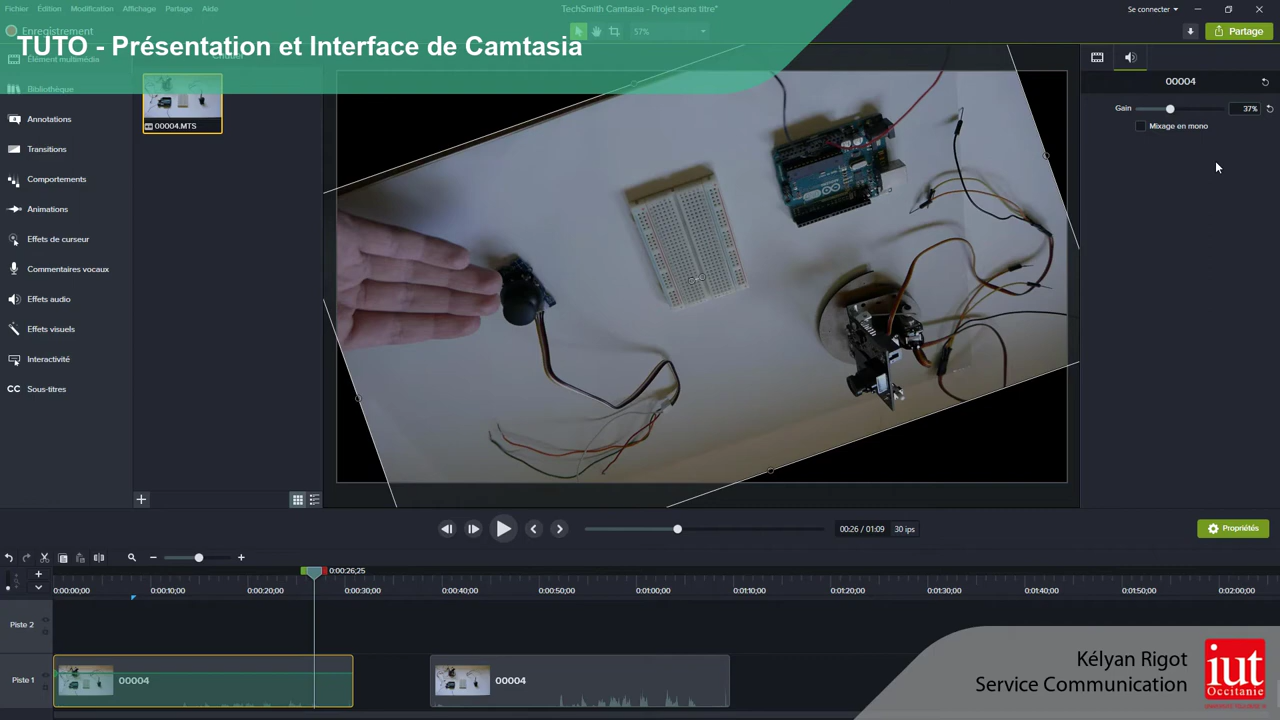 Fichier Édition Modification Affichage Partage Aide
TechSmith Camtasia - Projet sans titre*
Se connecter
Enregistrement
57%
Partage
TUTO - Présentation et Interface de Camtasia
Élément multimédia
Chutier
Bibliothèque
Annotations
Transitions
Comportements
Animations
Effets de curseur
Commentaires vocaux
Effets audio
Effets visuels
Interactivité
CC Sous-titres
00004.MTS
00004
Gain 37%
Mixage en mono
00:26 / 01:09 30 ips
Propriétés
0:00:26;25
0:00:00;00 0:00:10;00 0:00:20;00 0:00:30;00 0:00:40;00 0:00:50;00 0:01:00;00 0:01:10;00 0:01:20;00 0:01:30;00 0:01:40;00 0:01:50;00 0:02:00;00
Piste 2
Piste 1
00004
00004
Kélyan Rigot
Service Communication
iut
Occitanie